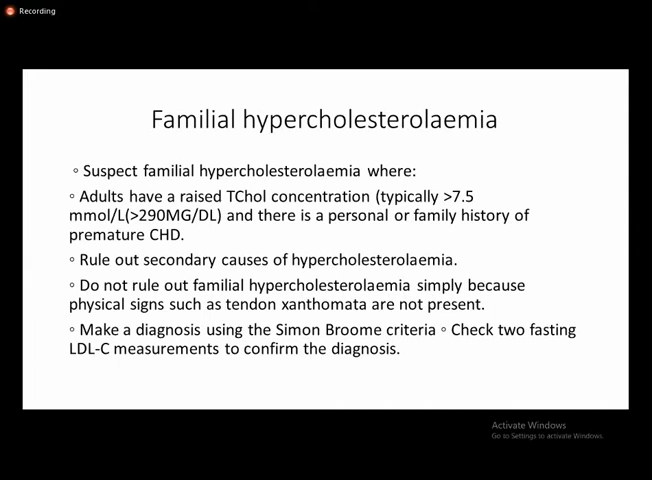 Recording
Familial hypercholesterolaemia
◦ Suspect familial hypercholesterolaemia where:
◦ Adults have a raised TChol concentration (typically >7.5
mmol/L(>290MG/DL) and there is a personal or family history of
premature CHD.
◦ Rule out secondary causes of hypercholesterolaemia.
◦ Do not rule out familial hypercholesterolaemia simply because
physical signs such as tendon xanthomata are not present.
◦ Make a diagnosis using the Simon Broome criteria ◦ Check two fasting
LDL-C measurements to confirm the diagnosis.
Activate Windows
Go to Settings to activate Windows.